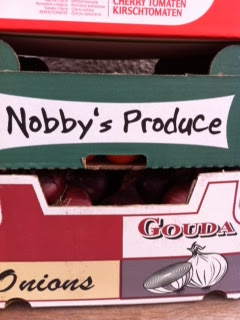 CHERRY TOMATEN
KIRSCHTOMATEN
Nobby's Produce
GOUDA
Onions